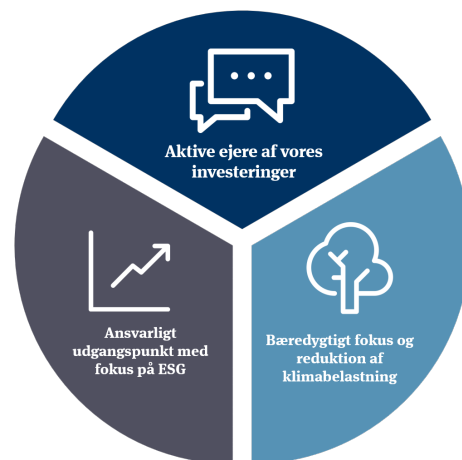 Aktive ejere af vores
investeringer
Ansvarligt
udgangspunkt med
fokus på ESG
Bæredygtigt fokus og
reduktion af
klimabelastning